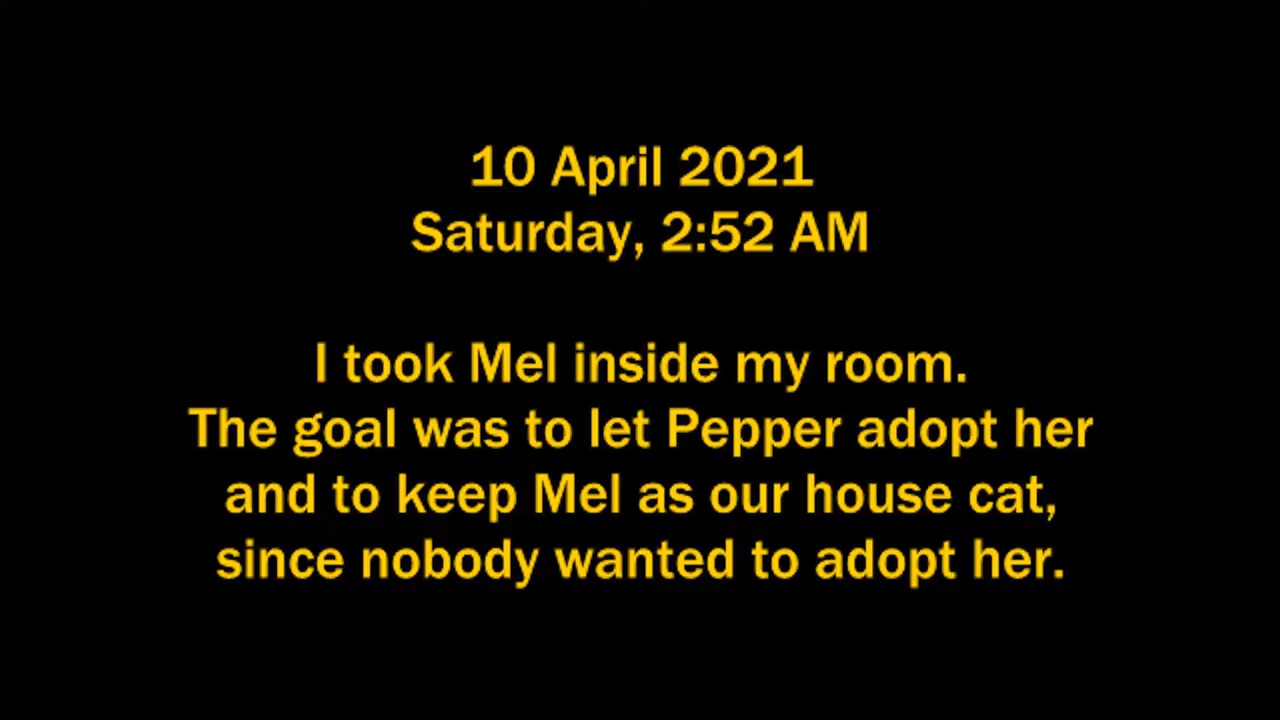 10 April 2021
Saturday, 2:52 AM
I took Mel inside my room.
The goal was to let Pepper adopt her
and to keep Mel as our house cat,
since nobody wanted to adopt her.